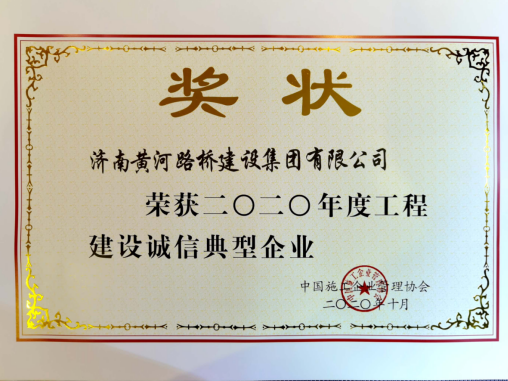 奖状
济南黄河路桥建设集团有限公司
荣获二〇二〇年度工程
建设诚信典型企业
中国施工企业管理协会
二〇二〇年十月